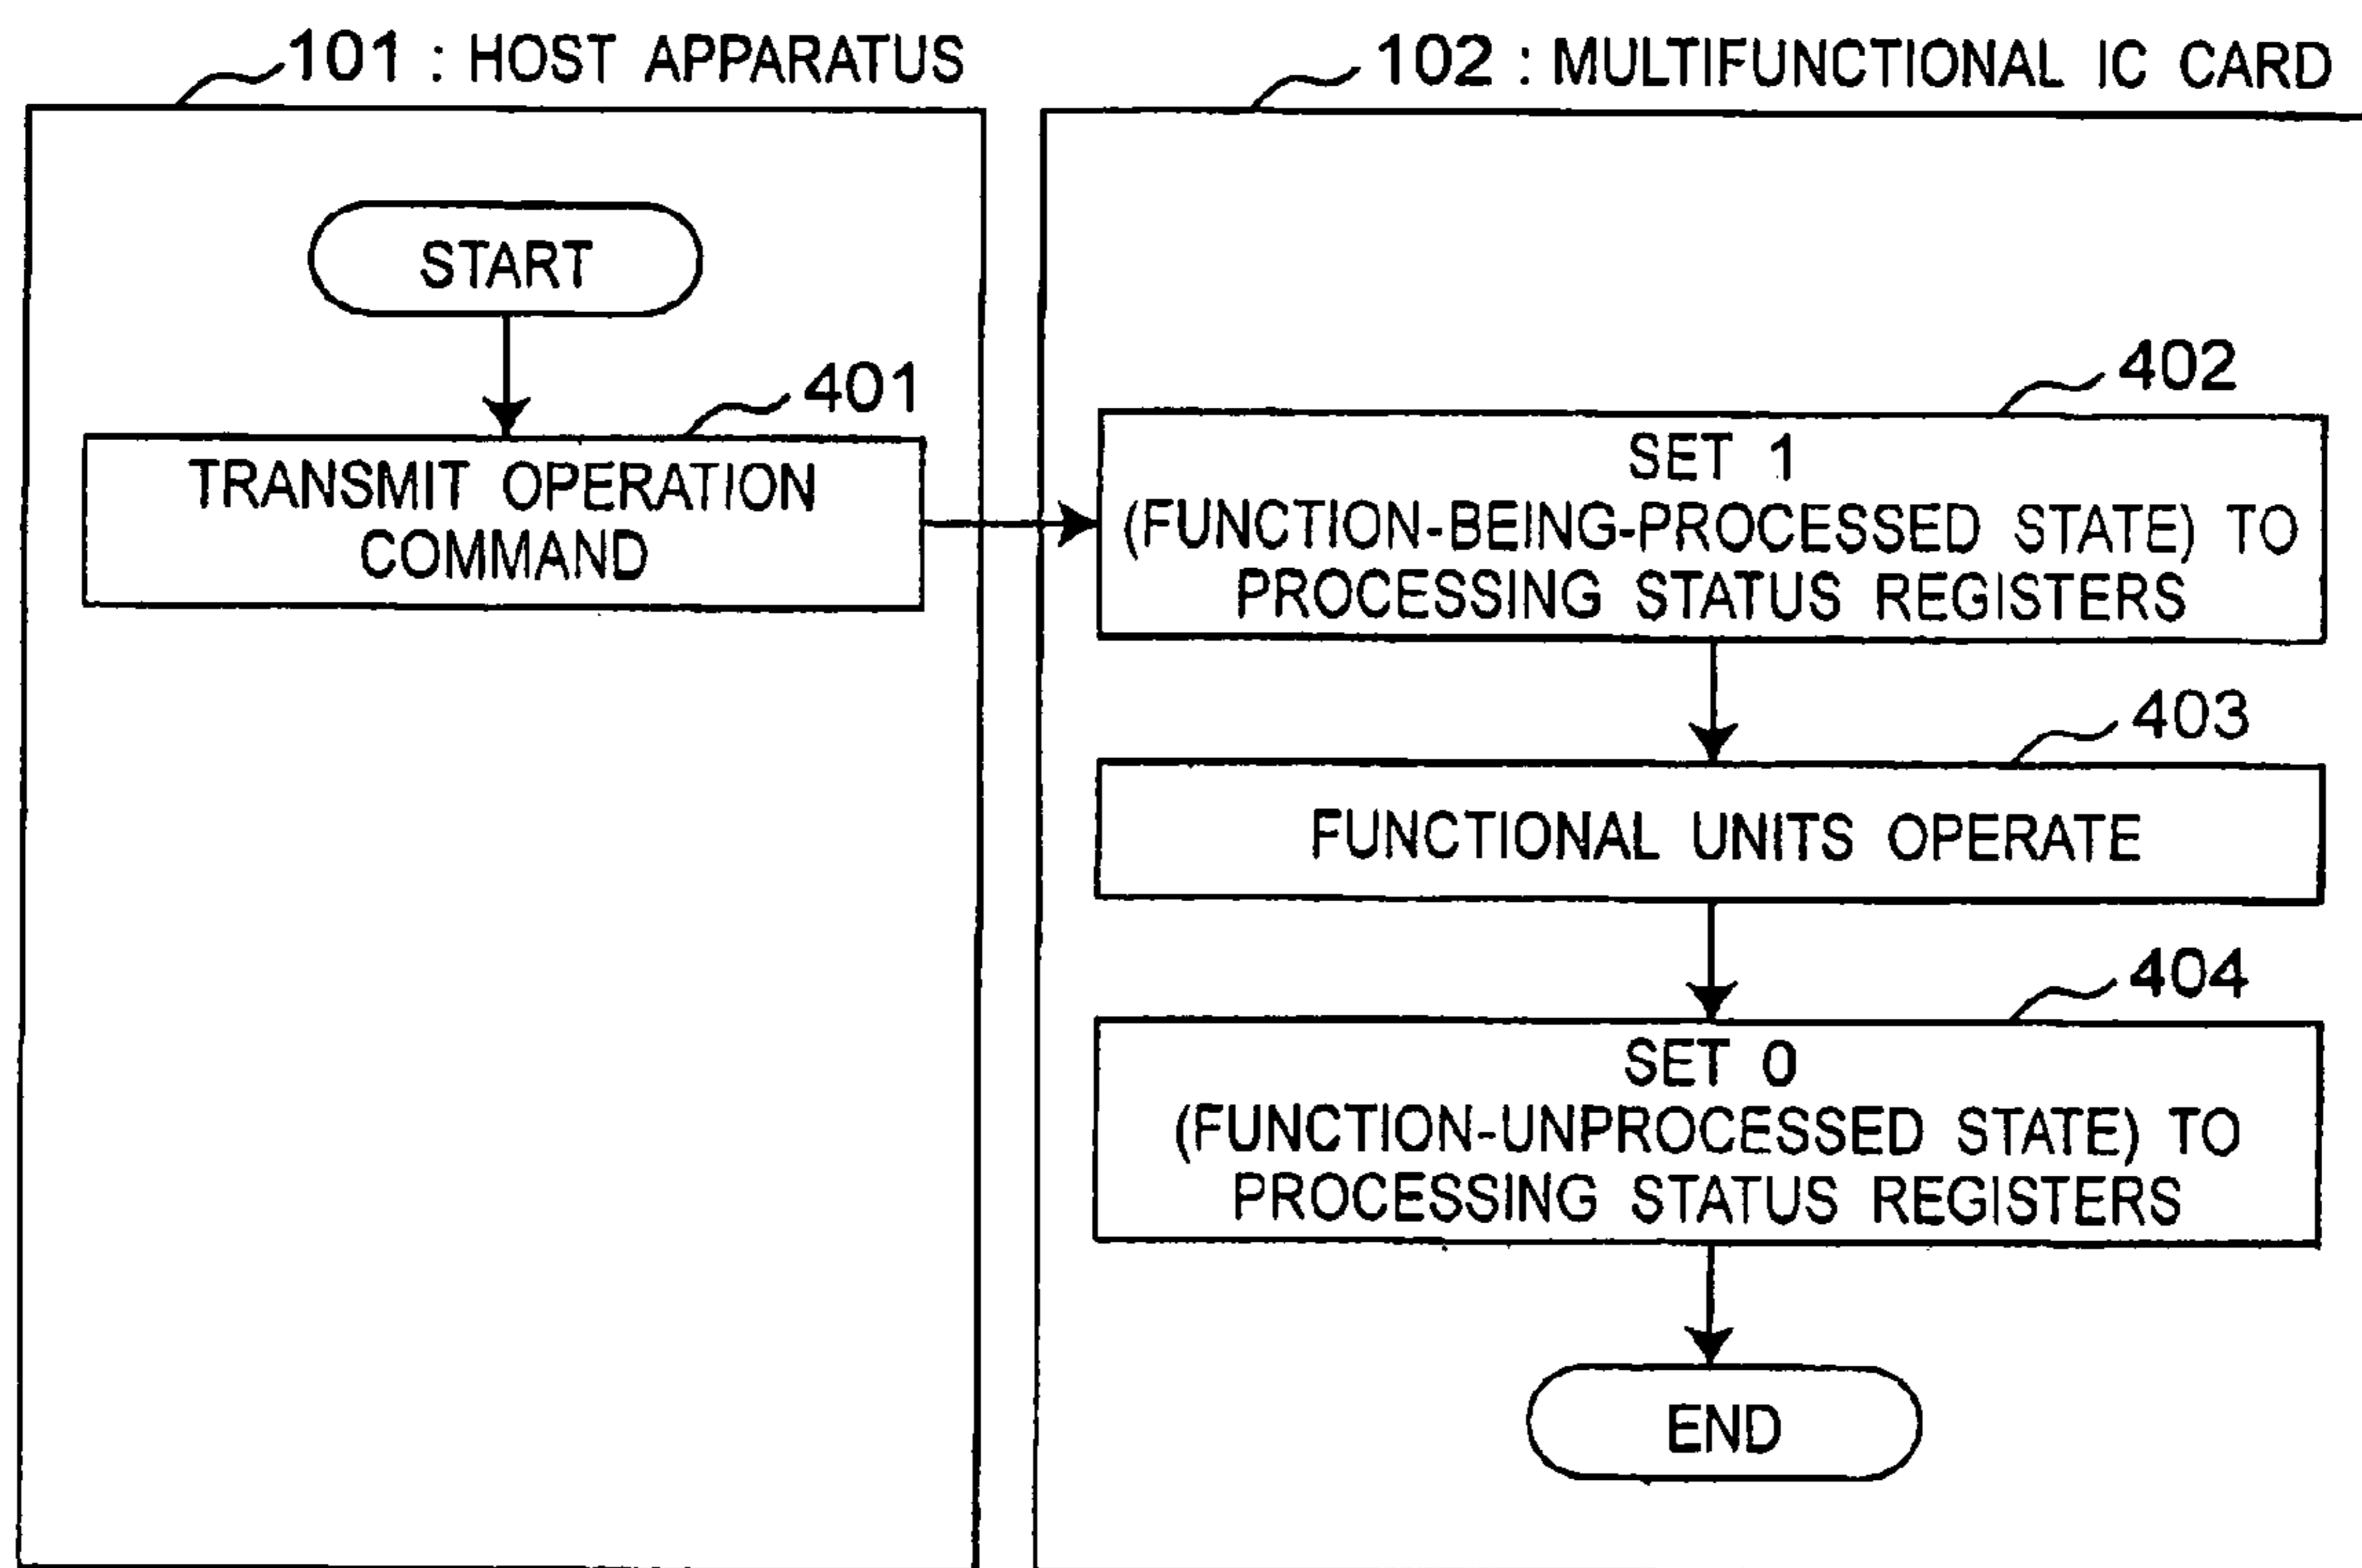 101 : HOST APPARATUS
START
401
TRANSMIT OPERATION
COMMAND
102 : MULTIFUNCTIONAL IC CARD
402
SET 1
(FUNCTION-BEING-PROCESSED STATE) TO
PROCESSING STATUS REGISTERS
403
FUNCTIONAL UNITS OPERATE
404
SET 0
(FUNCTION-UNPROCESSED STATE) TO
PROCESSING STATUS REGISTERS
END